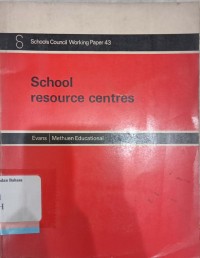 Schools Council Working Paper 43
School
resource centres
Evans | Methuen Educational